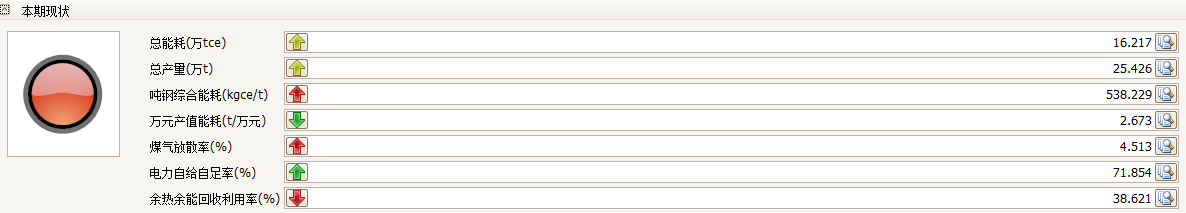 本期现状
总能耗(万tce) 16.217
总产量(万t) 25.426
吨钢综合能耗(kgce/t) 538.229
万元产值能耗(t/万元) 2.673
煤气放散率(%) 4.513
电力自给自足率(%) 71.854
余热余能回收利用率(%) 38.621